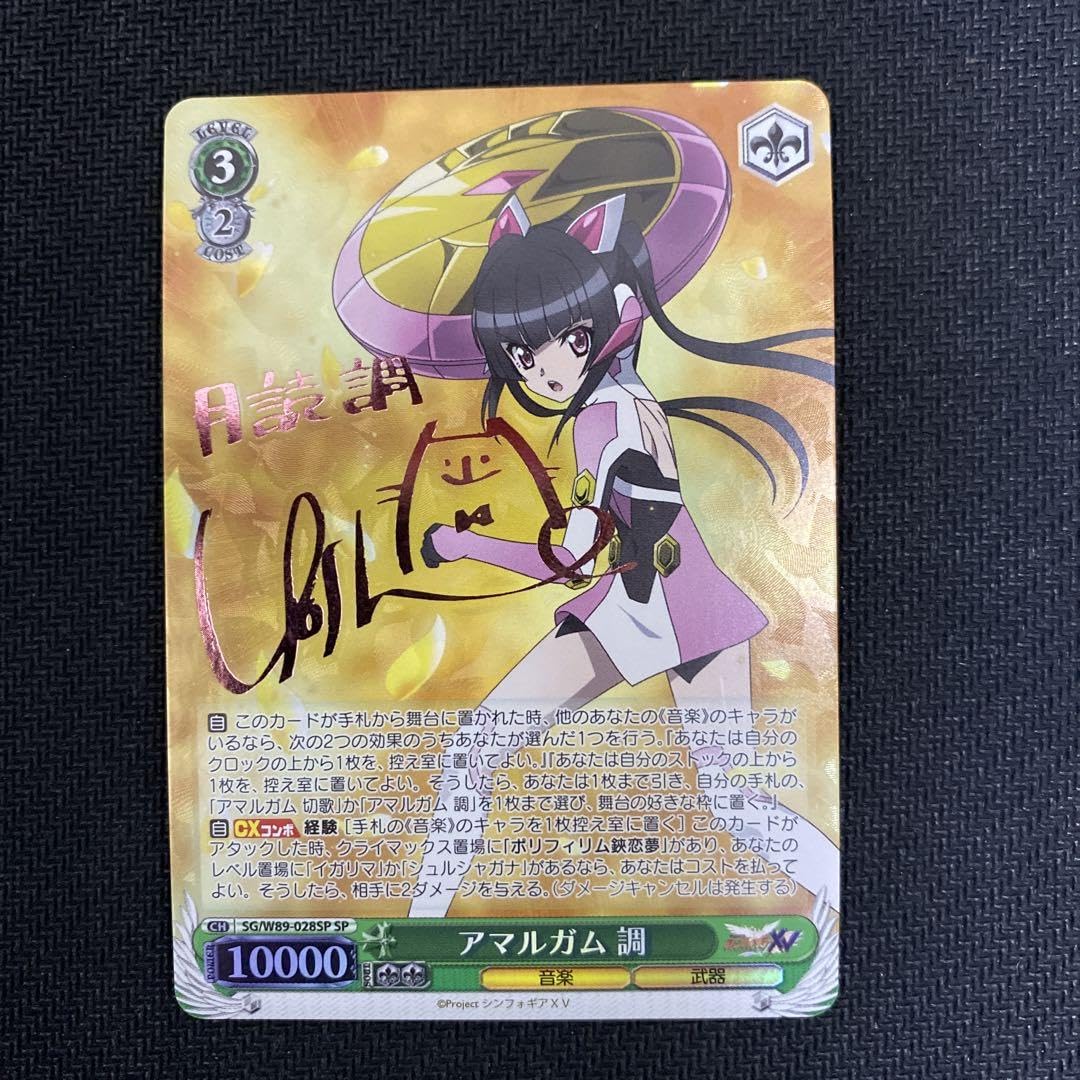 LEVEL
3
2
COST
月読調
自 このカードが手札から舞台に置かれた時、他のあなたの《音楽》のキャラが
いるなら、次の2つの効果のうちあなたが選んだ1つを行う。「あなたは自分の
クロックの上から1枚を、控え室に置いてよい。」「あなたは自分のストックの上から
1枚を、控え室に置いてよい。そうしたら、あなたは1枚まで引き、自分の手札の、
「アマルガム 切歌」か「アマルガム 調」を1枚まで選び、舞台の好きな枠に置く。」
自 CXコンボ 経験 [手札の《音楽》のキャラを1枚控え室に置く] このカードが
アタックした時、クライマックス置場に「ポリフィリム鋏恋夢」があり、あなたの
レベル置場に「イガリマ」か「シュルシャガナ」があるなら、あなたはコストを払って
よい。そうしたら、相手に2ダメージを与える。(ダメージキャンセルは発生する)
CH SG/W89-028SP SP
アマルガム 調
XV
POWER 10000 SOUL
音楽 武器
©Project シンフォギアXV